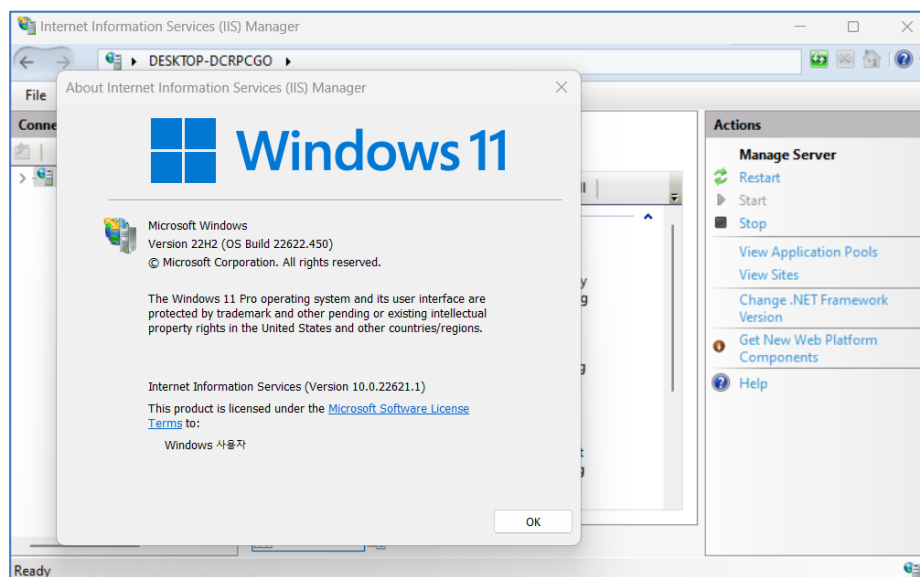 Internet Information Services (IIS) Manager
DESKTOP-DCRPCGO
File
About Internet Information Services (IIS) Manager
Windows 11
Microsoft Windows
Version 22H2 (OS Build 22622.450)
© Microsoft Corporation. All rights reserved.
The Windows 11 Pro operating system and its user interface are
protected by trademark and other pending or existing intellectual
property rights in the United States and other countries/regions.
Internet Information Services (Version 10.0.22621.1)
This product is licensed under the Microsoft Software License
Terms to:
Windows 사용자
OK
Actions
Manage Server
Restart
Start
Stop
View Application Pools
View Sites
Change .NET Framework
Version
Get New Web Platform
Components
Help
Ready